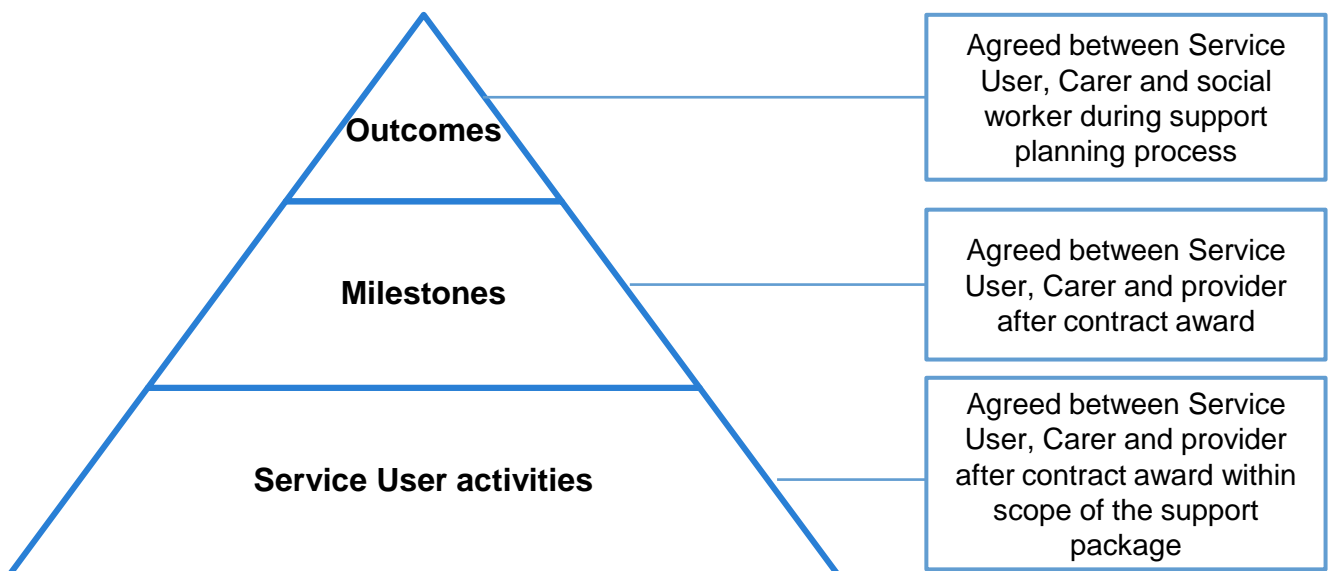 Outcomes
Agreed between Service
User, Carer and social
worker during support
planning process
Milestones
Agreed between Service
User, Carer and provider
after contract award
Service User activities
Agreed between Service
User, Carer and provider
after contract award within
scope of the support
package